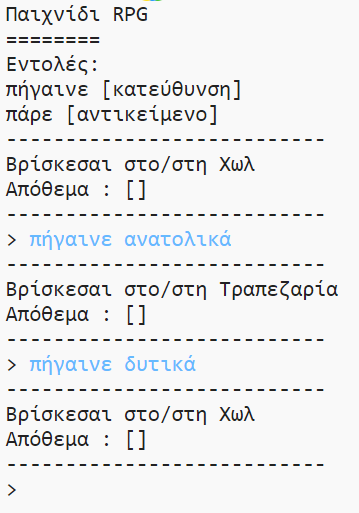 Παιχνίδι RPG
========
Εντολές:
πήγαινε [κατεύθυνση]
πάρε [αντικείμενο]
---------------------------
Βρίσκεσαι στο/στη Χωλ
Απόθεμα : []
---------------------------
> πήγαινε ανατολικά
---------------------------
Βρίσκεσαι στο/στη Τραπεζαρία
Απόθεμα : []
---------------------------
> πήγαινε δυτικά
---------------------------
Βρίσκεσαι στο/στη Χωλ
Απόθεμα : []
---------------------------
>